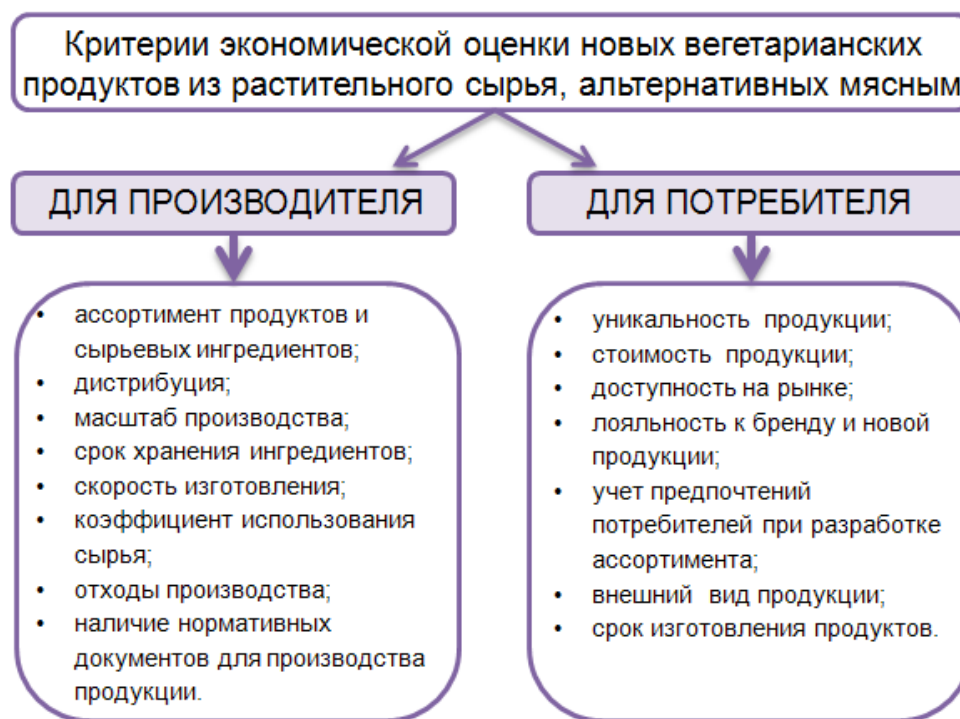 Критерии экономической оценки новых вегетарианских
продуктов из растительного сырья, альтернативных мясным
ДЛЯ ПРОИЗВОДИТЕЛЯ
• ассортимент продуктов и
сырьевых ингредиентов;
• дистрибуция;
• масштаб производства;
• срок хранения ингредиентов;
• скорость изготовления;
• коэффициент использования
сырья;
• отходы производства;
• наличие нормативных
документов для производства
продукции.
ДЛЯ ПОТРЕБИТЕЛЯ
• уникальность продукции;
• стоимость продукции;
• доступность на рынке;
• лояльность к бренду и новой
продукции;
• учет предпочтений
потребителей при разработке
ассортимента;
• внешний вид продукции;
• срок изготовления продуктов.